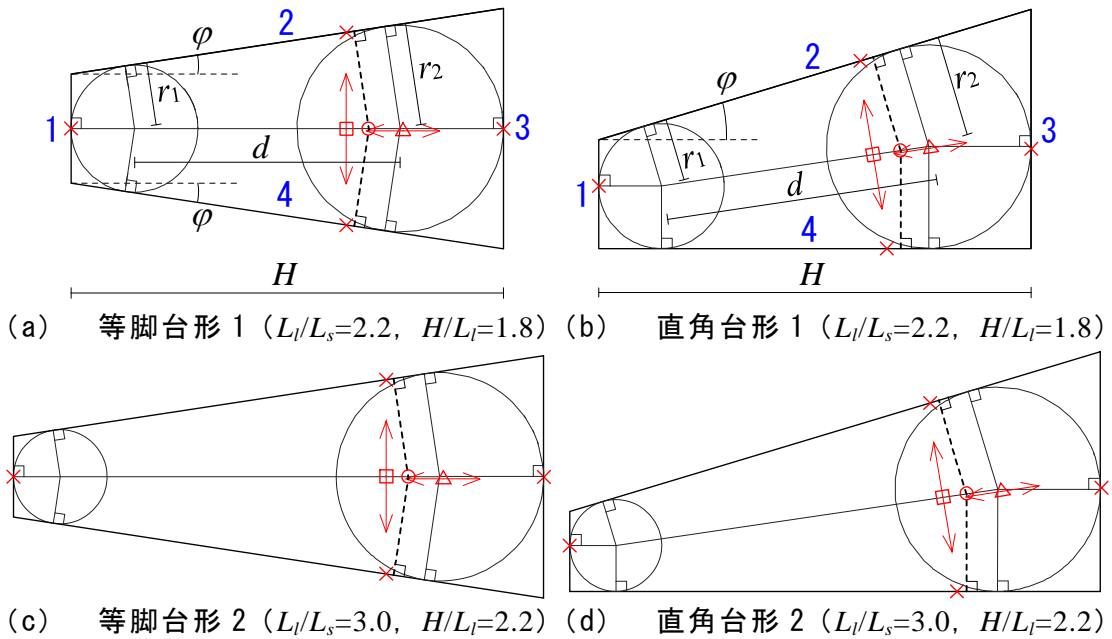 2
φ
r1
r2
1
3
d
4
φ
H
(a) 等脚台形1（Ll/Ls=2.2, H/Ll=1.8）
2
φ
r2
r1
3
1
d
4
H
(b) 直角台形1（Ll/Ls=2.2, H/Ll=1.8）
(c) 等脚台形2（Ll/Ls=3.0, H/Ll=2.2）
(d) 直角台形2（Ll/Ls=3.0, H/Ll=2.2）